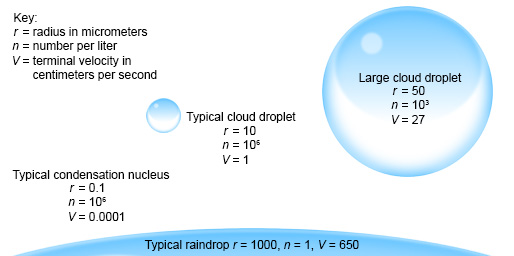 Key:
r = radius in micrometers
n = number per liter
V = terminal velocity in
centimeters per second
Large cloud droplet
r = 50
n = 10³
V = 27
Typical cloud droplet
r = 10
n = 10⁶
V = 1
Typical condensation nucleus
r = 0.1
n = 10⁶
V = 0.0001
Typical raindrop r = 1000, n = 1, V = 650